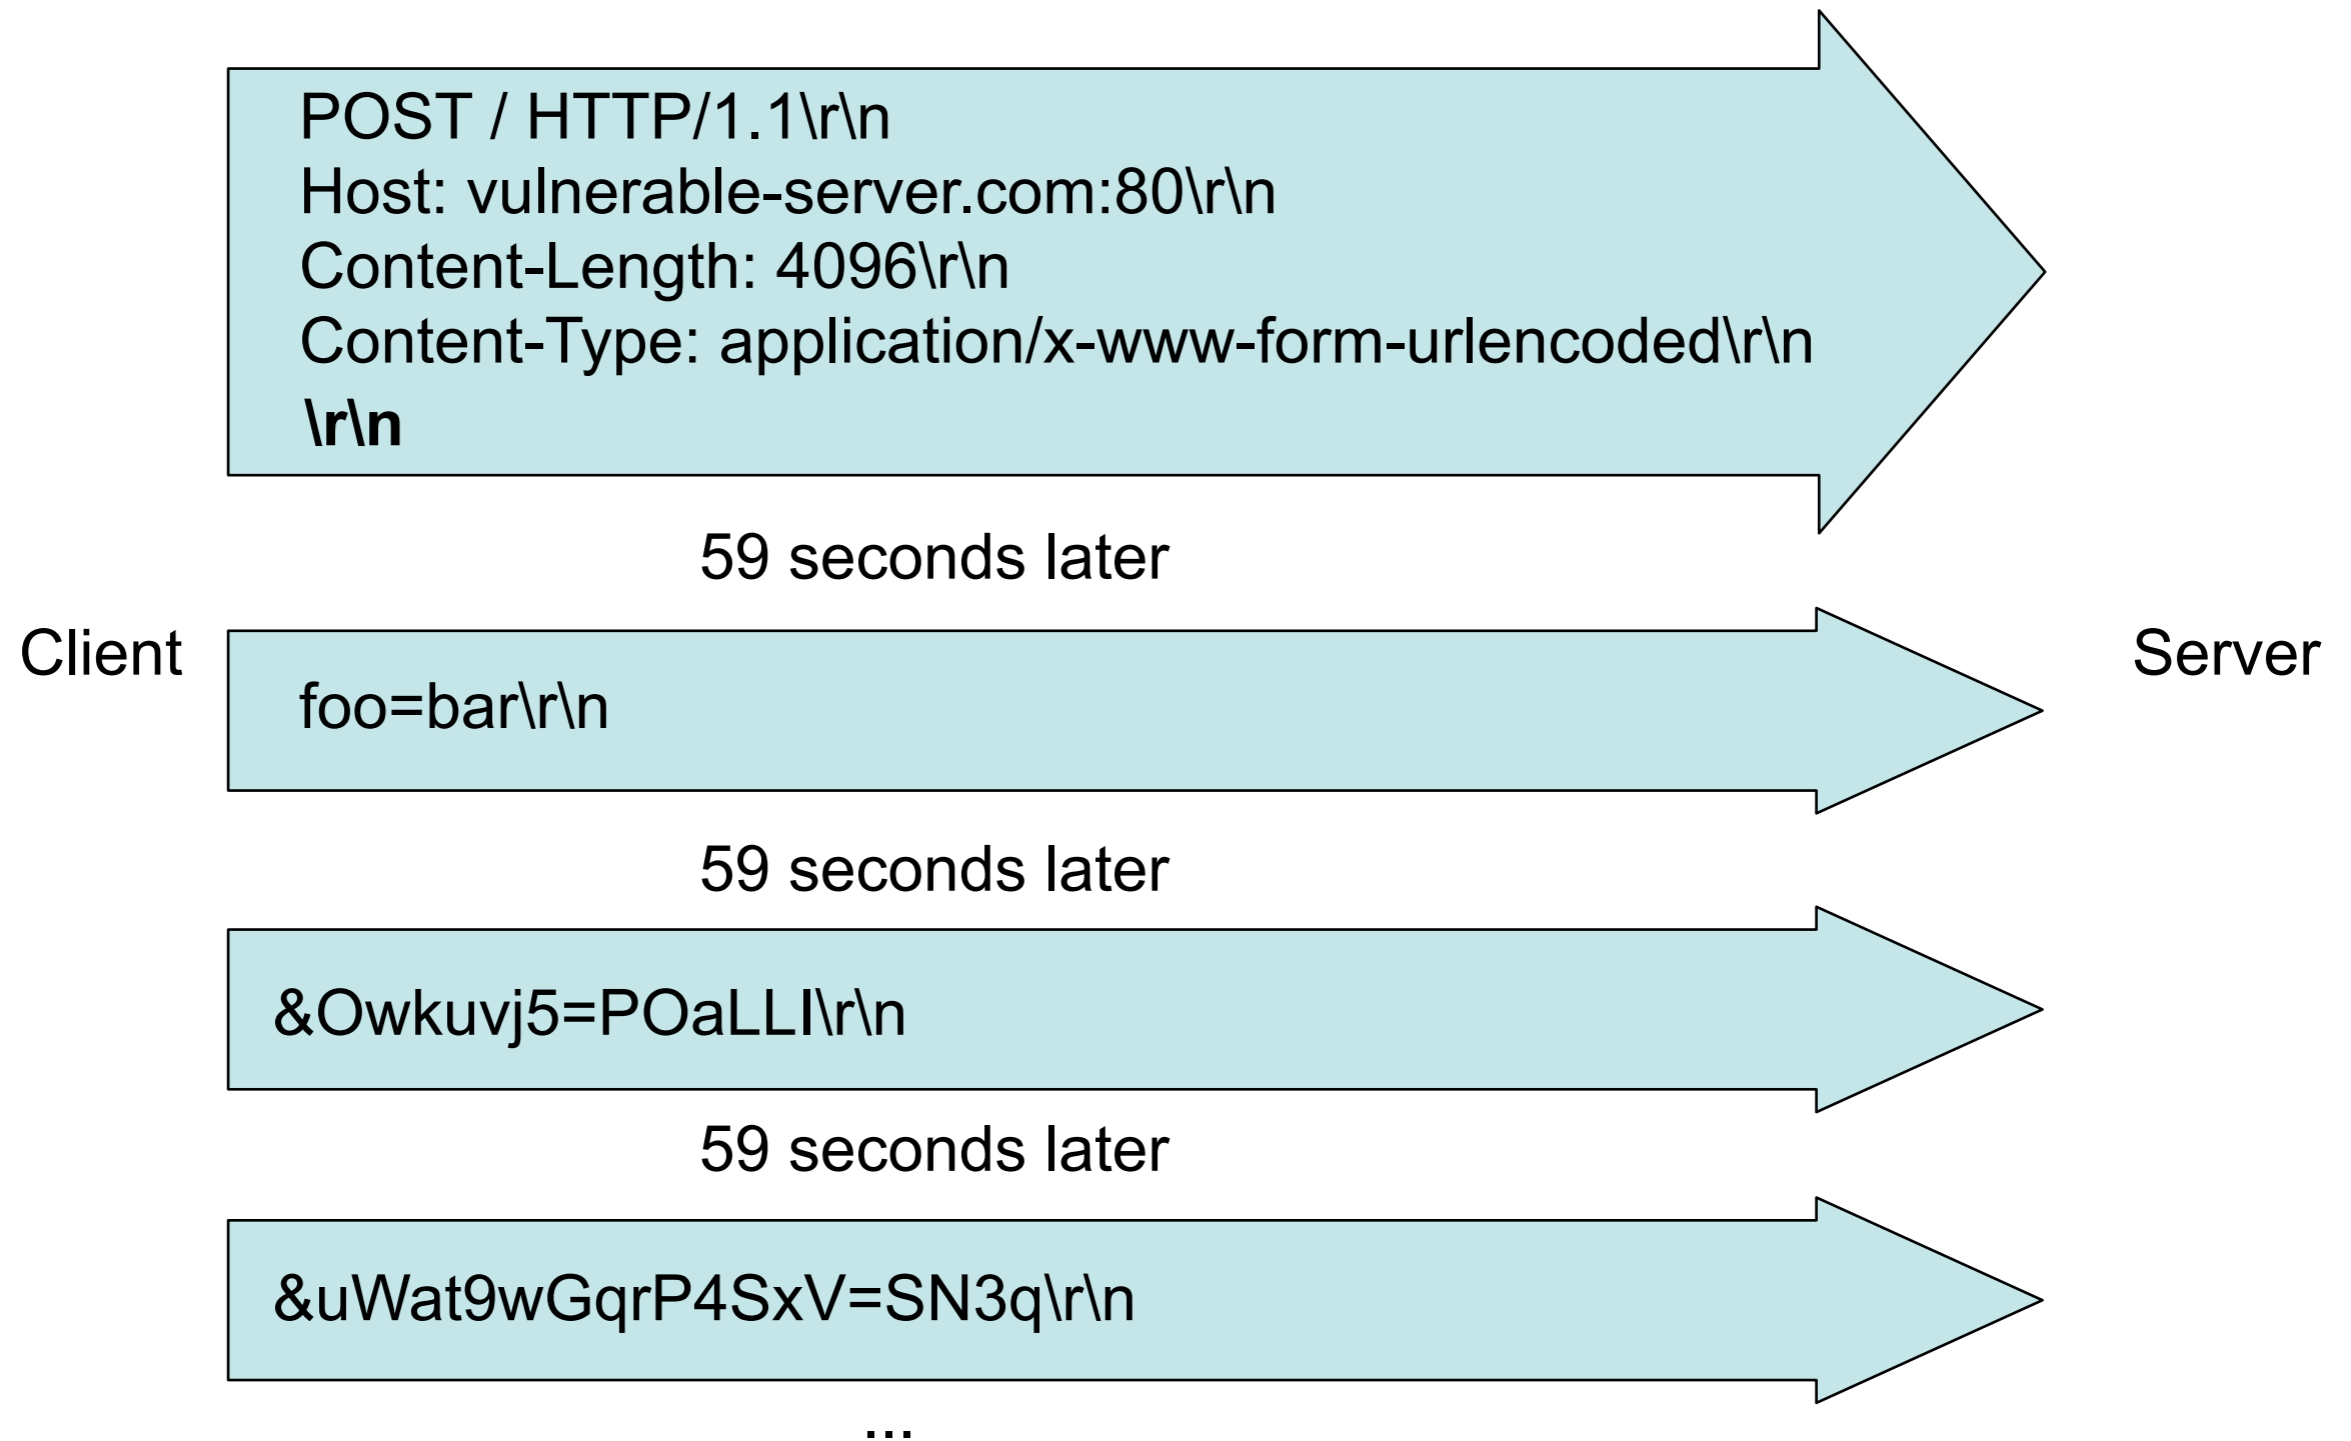 POST / HTTP/1.1\r\n
Host: vulnerable-server.com:80\r\n
Content-Length: 4096\r\n
Content-Type: application/x-www-form-urlencoded\r\n
\r\n
59 seconds later
Client
Server
foo=bar\r\n
59 seconds later
&Owkuvj5=POaLLI\r\n
59 seconds later
&uWat9wGqrP4SxV=SN3q\r\n
...